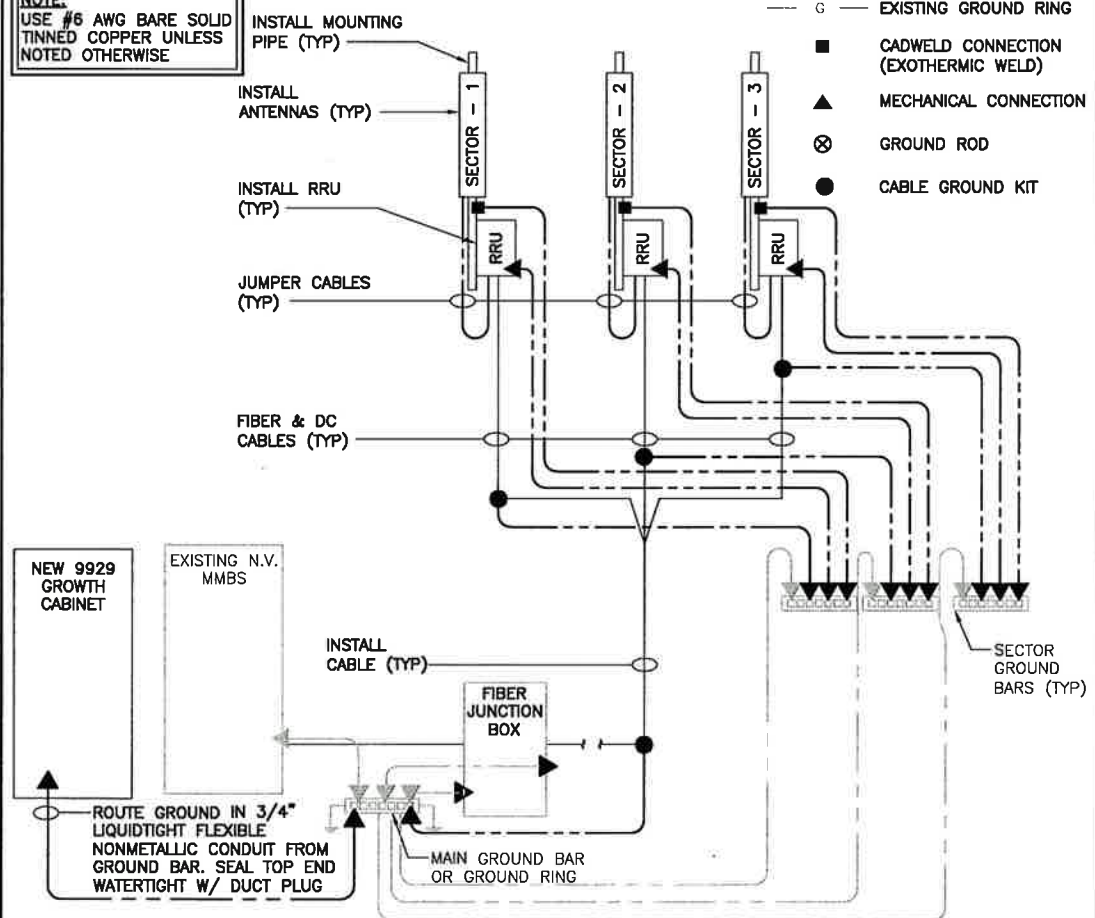 NOTE:
USE #6 AWG BARE SOLID
TINNED COPPER UNLESS
NOTED OTHERWISE
INSTALL MOUNTING
PIPE (TYP)
INSTALL
ANTENNAS (TYP)
INSTALL RRU
(TYP)
JUMPER CABLES
(TYP)
FIBER & DC
CABLES (TYP)
SECTOR - 1
SECTOR - 2
SECTOR - 3
RRU
RRU
RRU
G EXISTING GROUND RING
CADWELD CONNECTION
(EXOTHERMIC WELD)
MECHANICAL CONNECTION
GROUND ROD
CABLE GROUND KIT
NEW 9929
GROWTH
CABINET
EXISTING N.V.
MMBS
INSTALL
CABLE (TYP)
FIBER
JUNCTION
BOX
SECTOR
GROUND
BARS (TYP)
ROUTE GROUND IN 3/4"
LIQUIDTIGHT FLEXIBLE
NONMETALLIC CONDUIT FROM
GROUND BAR. SEAL TOP END
WATERTIGHT W/ DUCT PLUG
MAIN GROUND BAR
OR GROUND RING